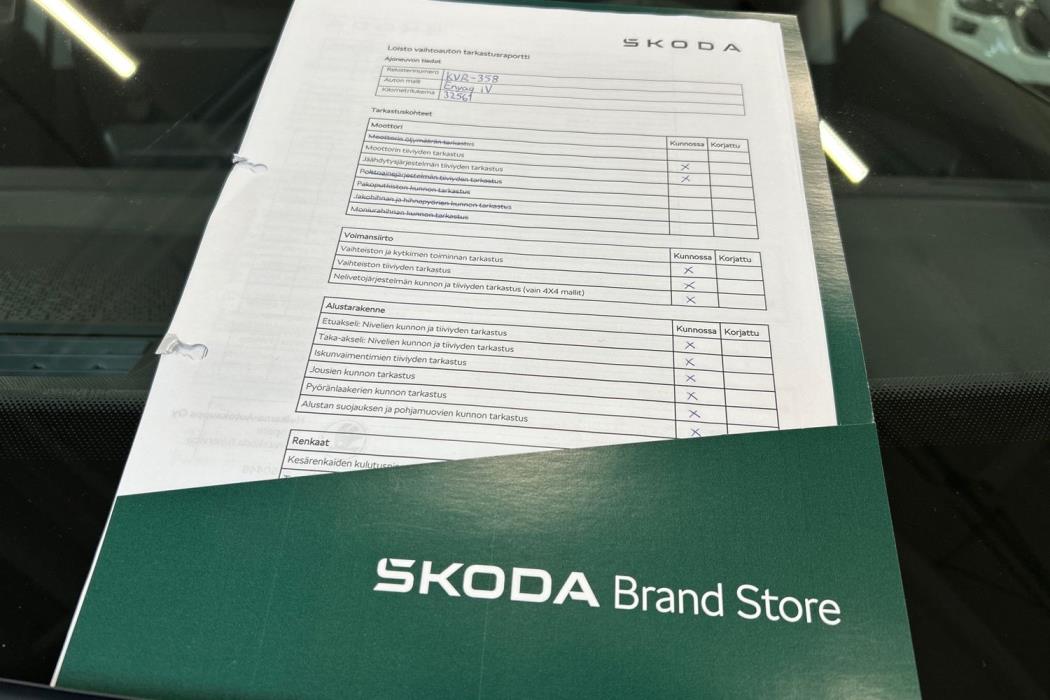 SKODA
Loisto vaihtoauton tarkastusraportti
Ajoneuvon tiedot
Rekisterinumero KVR-358
Auton malli Enyaq iV
Kilometrilukema 32561
Tarkastuskohteet
Moottori Kunnossa Korjattu
Moottorin öljymäärän tarkastus
Moottorin tiiviyden tarkastus X
Jäähdytysjärjestelmän tiiviyden tarkastus X
Polttoainejärjestelmän tiiviyden tarkastus
Pakoputkiston kunnon tarkastus
Jakohihnan ja hihnapyörien kunnon tarkastus
Moniurahihnan kunnon tarkastus
Voimansiirto Kunnossa Korjattu
Vaihteiston ja kytkimen toiminnan tarkastus X
Vaihteiston tiiviyden tarkastus X
Nelivetojärjestelmän kunnon ja tiiviyden tarkastus (vain 4X4 mallit) X
Alustarakenne Kunnossa Korjattu
Etuakseli: Nivelien kunnon ja tiiviyden tarkastus X
Taka-akseli: Nivelien kunnon ja tiiviyden tarkastus X
Iskunvaimentimien tiiviyden tarkastus X
Jousien kunnon tarkastus X
Pyöränlaakerien kunnon tarkastus X
Alustan suojauksen ja pohjamuovien kunnon tarkastus X
Renkaat
Kesärenkaiden
SKODA Brand Store